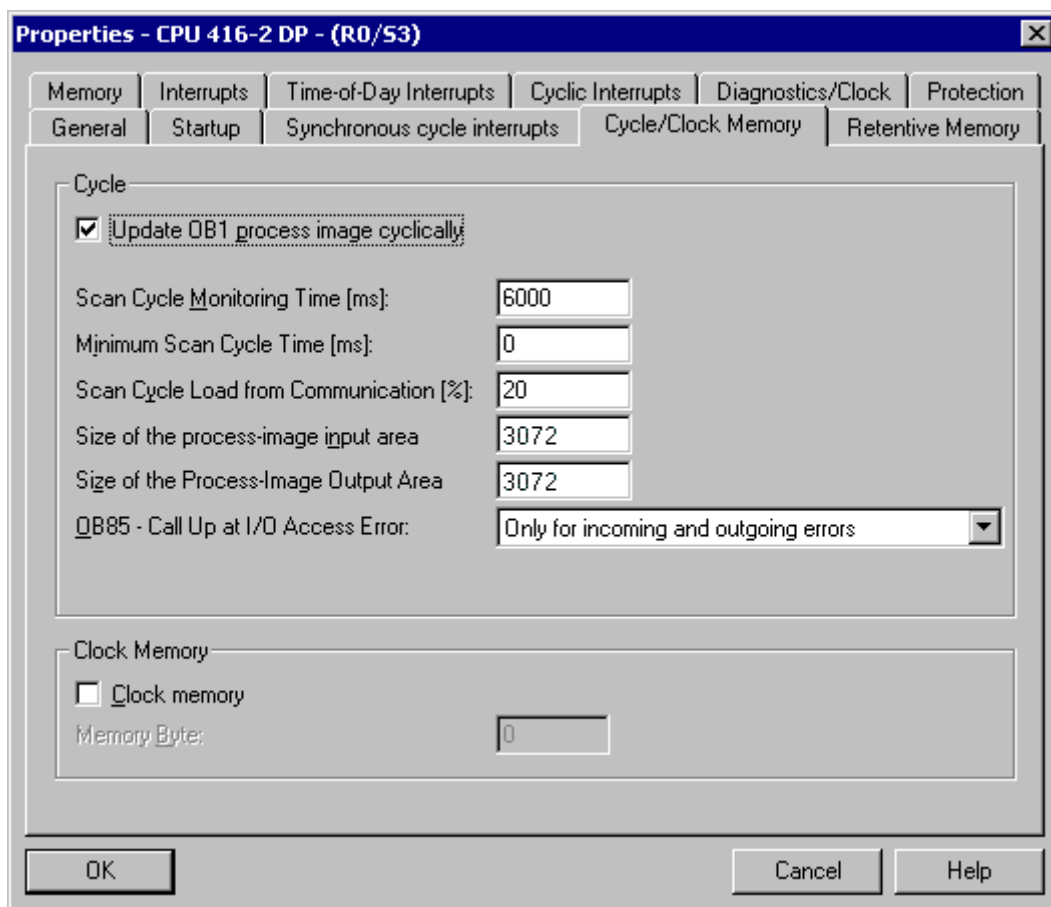 Properties - CPU 416-2 DP - (R0/S3)
Memory Interrupts Time-of-Day Interrupts Cyclic Interrupts Diagnostics/Clock Protection
General Startup Synchronous cycle interrupts Cycle/Clock Memory Retentive Memory
Cycle
Update OB1 process image cyclically
Scan Cycle Monitoring Time [ms]: 6000
Minimum Scan Cycle Time [ms]: 0
Scan Cycle Load from Communication [%]: 20
Size of the process-image input area 3072
Size of the Process-Image Output Area 3072
OB85 - Call Up at I/O Access Error: Only for incoming and outgoing errors
Clock Memory
Clock memory
Memory Byte: 0
OK Cancel Help